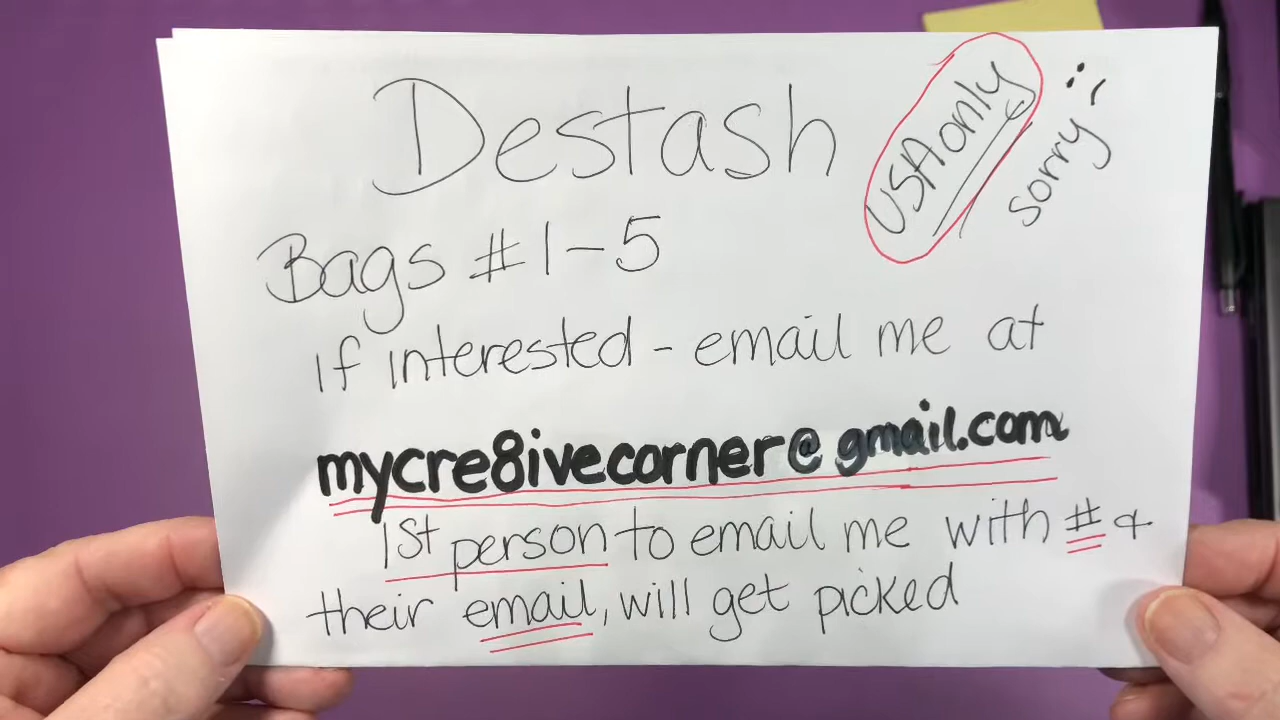 Destash
USA only
sorry :(
Bags #1-5
If interested - email me at
mycre8ivecorner@gmail.com
1st person to email me with # &
their email, will get picked